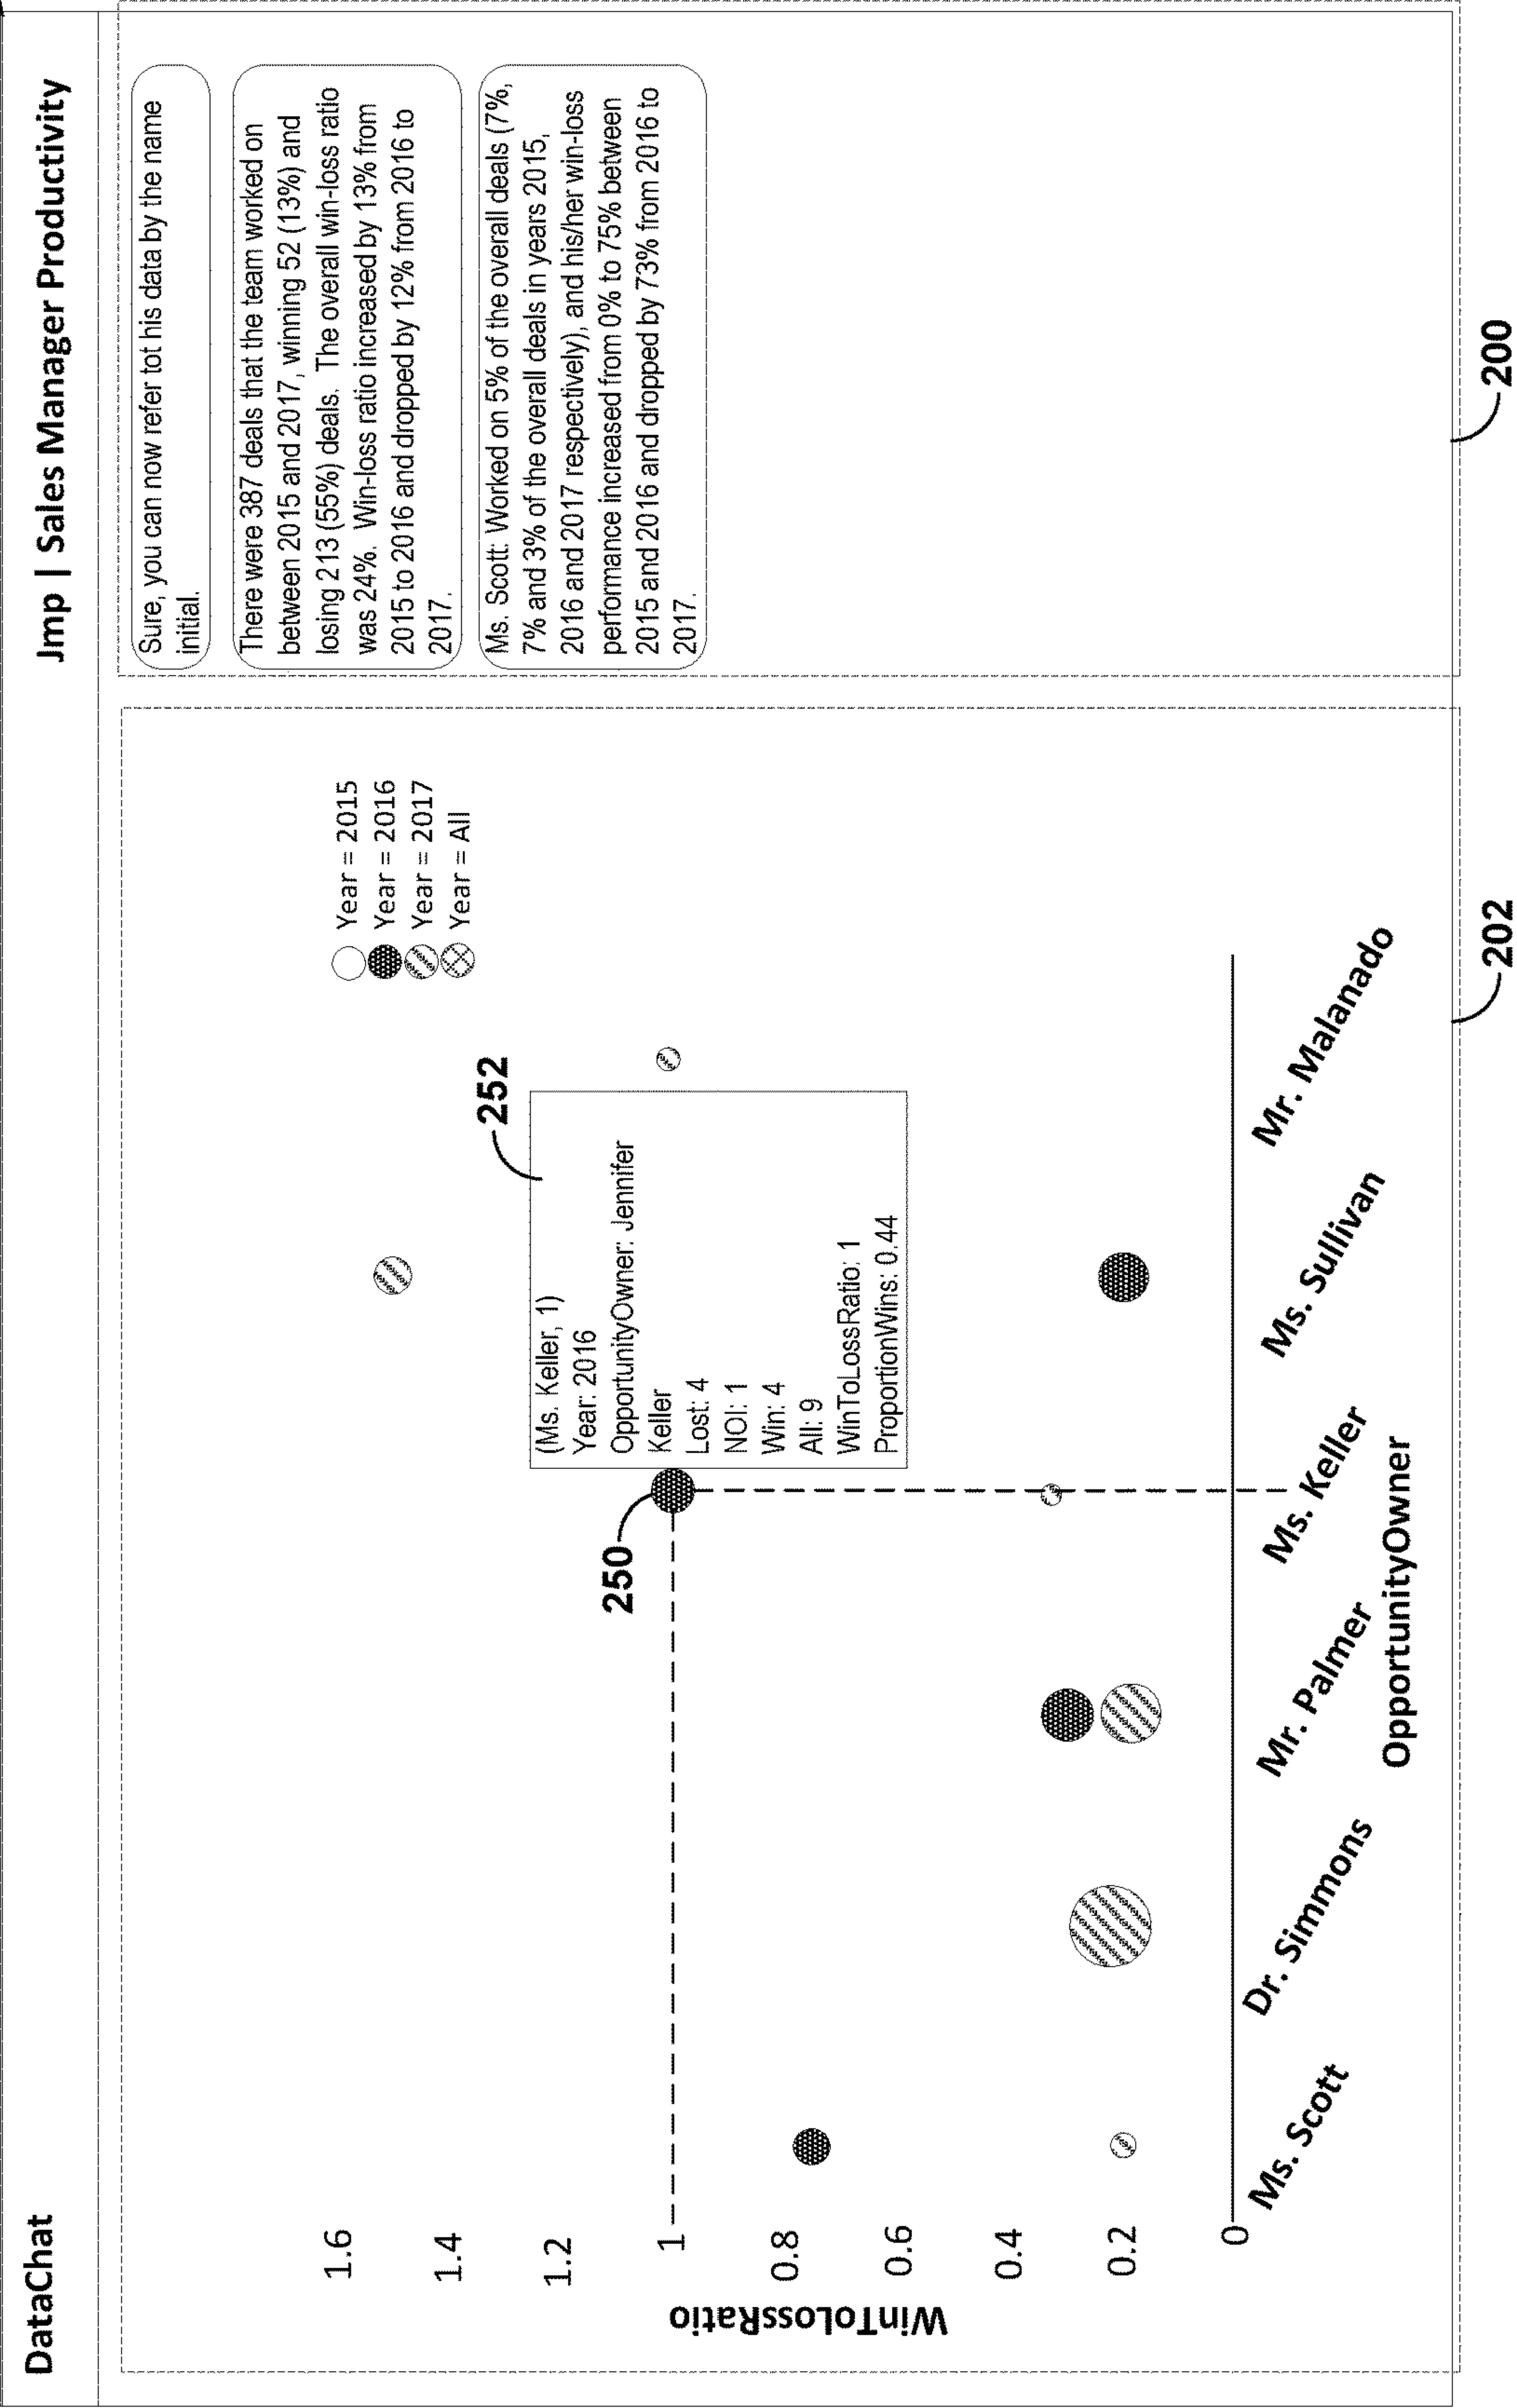 DataChat
Jmp | Sales Manager Productivity
WinToLossRatio
1.6
1.4
1.2
1
0.8
0.6
0.4
0.2
0
Year = 2015
Year = 2016
Year = 2017
Year = All
250
252
(Ms. Keller, 1)
Year: 2016
OpportunityOwner: Jennifer
Keller
Lost: 4
NOI: 1
Win: 4
All: 9
WinToLossRatio: 1
ProportionWins: 0.44
Ms. Scott
Dr. Simmons
Mr. Palmer
Ms. Keller
Ms. Sullivan
Mr. Malanado
OpportunityOwner
202
Sure, you can now refer tot his data by the name
initial.
There were 387 deals that the team worked on
between 2015 and 2017, winning 52 (13%) and
losing 213 (55%) deals. The overall win-loss ratio
was 24%. Win-loss ratio increased by 13% from
2015 to 2016 and dropped by 12% from 2016 to
2017.
Ms. Scott: Worked on 5% of the overall deals (7%,
7% and 3% of the overall deals in years 2015,
2016 and 2017 respectively), and his/her win-loss
performance increased from 0% to 75% between
2015 and 2016 and dropped by 73% from 2016 to
2017.
200